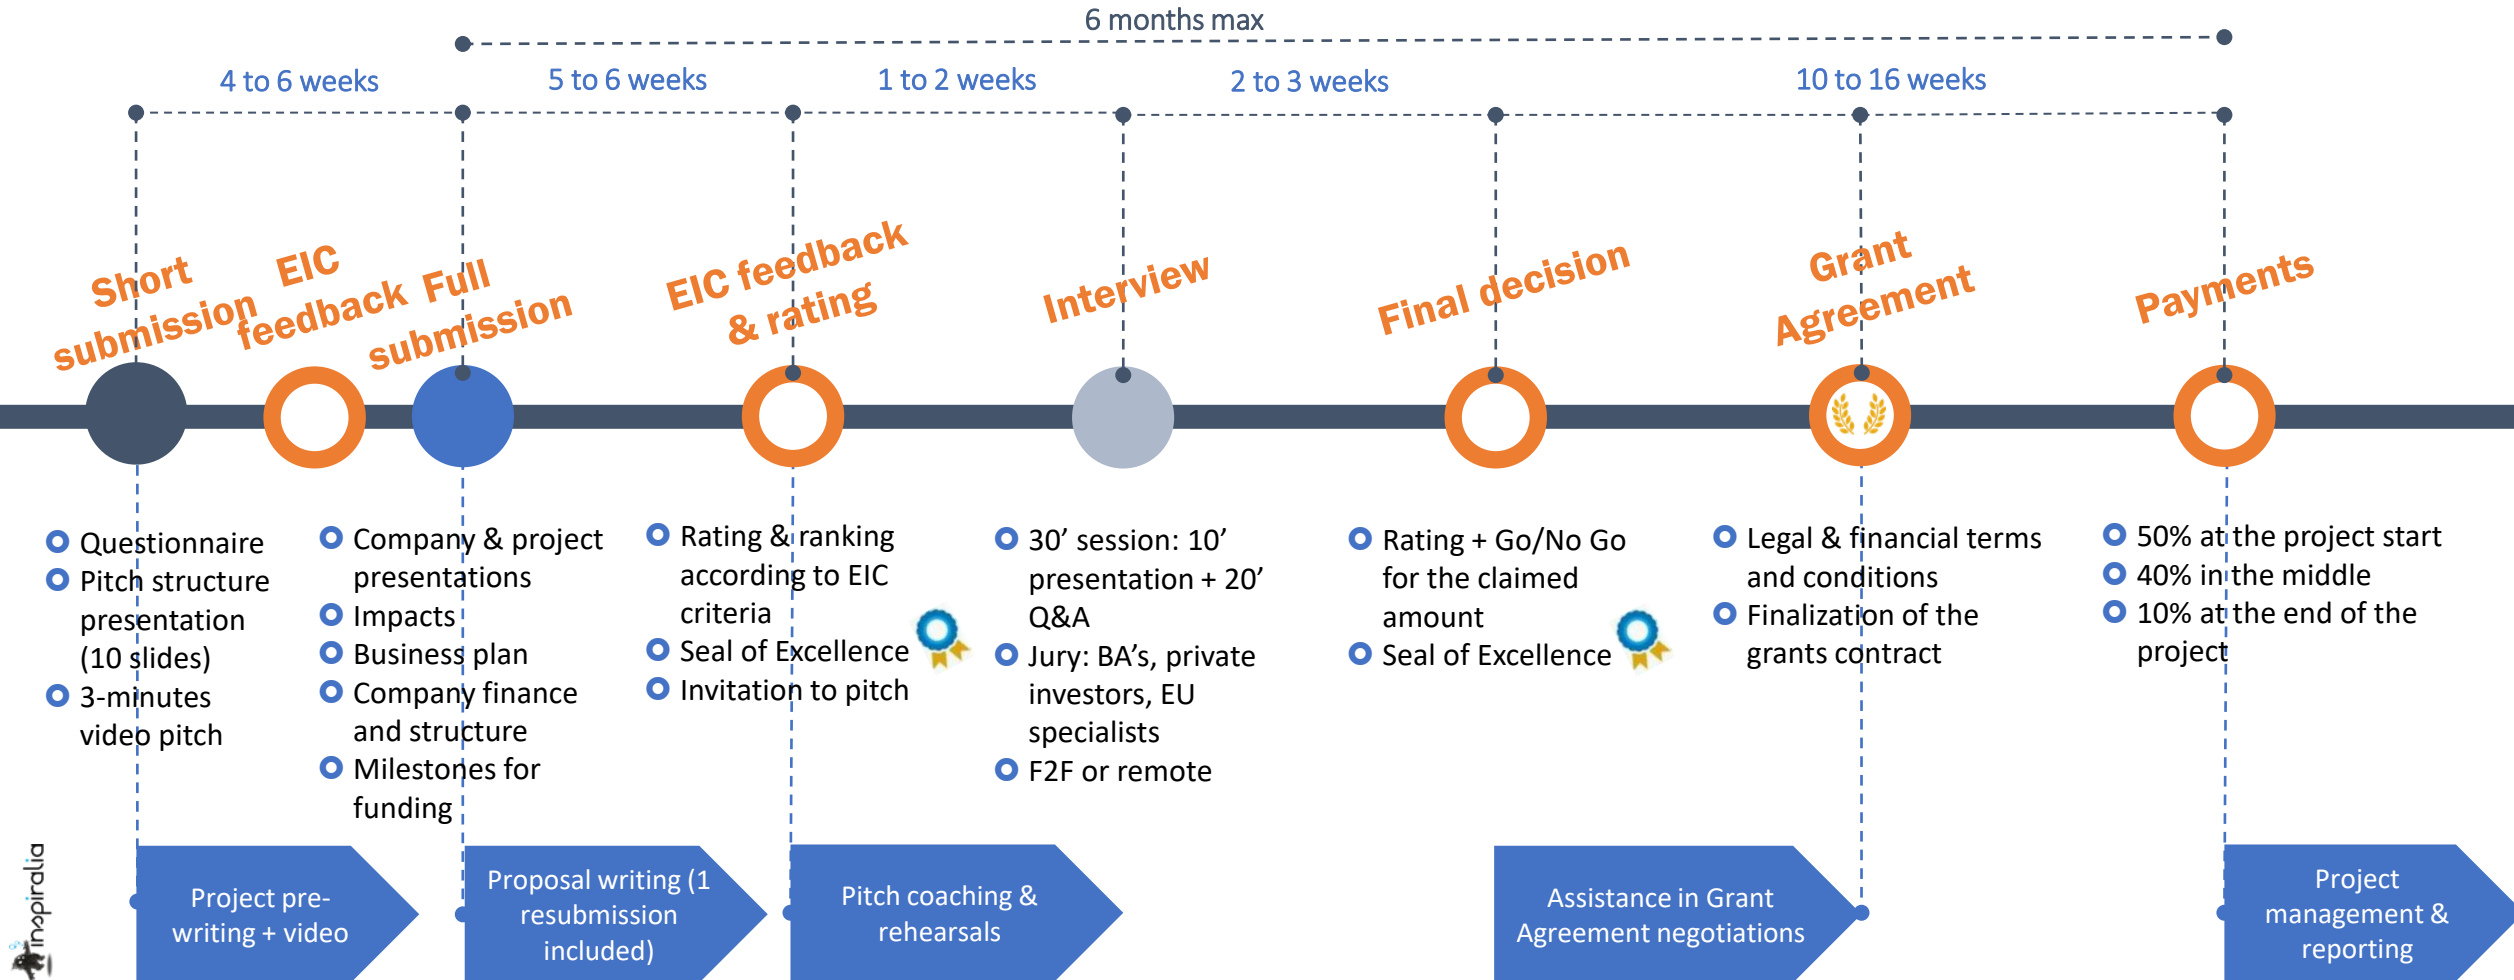 6 months max
4 to 6 weeks
5 to 6 weeks
1 to 2 weeks
2 to 3 weeks
10 to 16 weeks
Short
submission
EIC
feedback
Full
submission
EIC feedback
& rating
Interview
Final decision
Grant
Agreement
Payments
Questionnaire
Pitch structure
presentation
(10 slides)
3-minutes
video pitch
Company & project
presentations
Impacts
Business plan
Company finance
and structure
Milestones for
funding
Rating & ranking
according to EIC
criteria
Seal of Excellence
Invitation to pitch
30’ session: 10’
presentation + 20’
Q&A
Jury: BA’s, private
investors, EU
specialists
F2F or remote
Rating + Go/No Go
for the claimed
amount
Seal of Excellence
Legal & financial terms
and conditions
Finalization of the
grants contract
50% at the project start
40% in the middle
10% at the end of the
project
Project pre-
writing + video
Proposal writing (1
resubmission
included)
Pitch coaching &
rehearsals
Assistance in Grant
Agreement negotiations
Project
management &
reporting
inspiralia